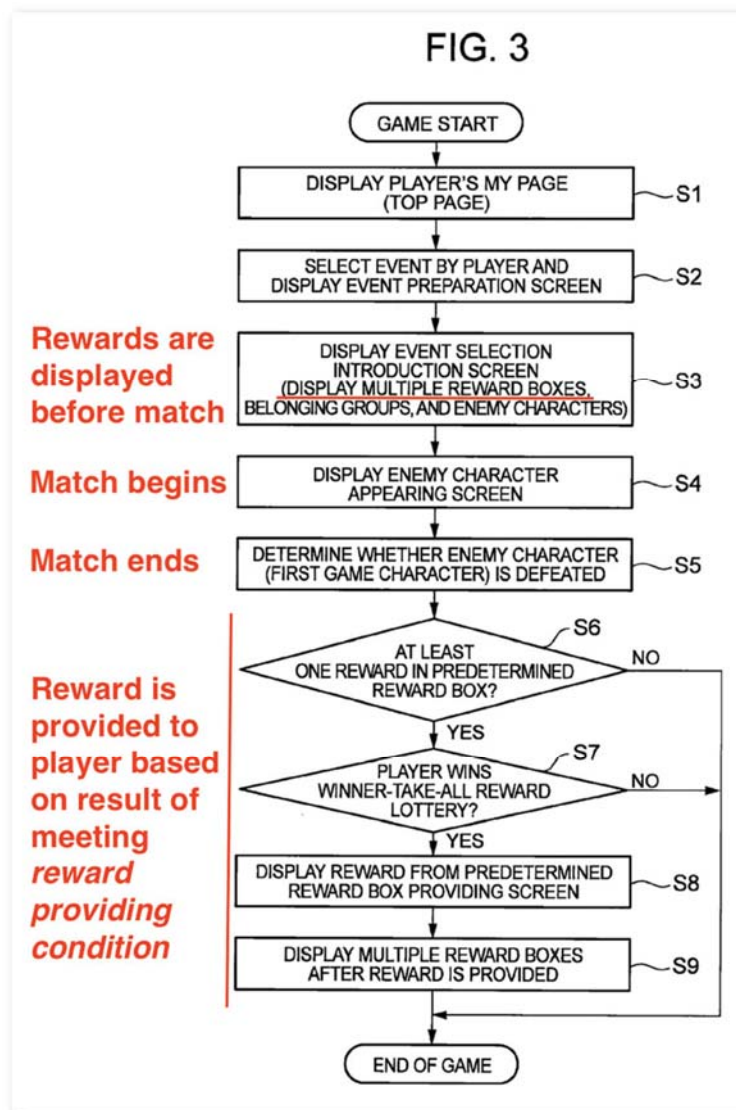 FIG. 3
GAME START
DISPLAY PLAYER'S MY PAGE
(TOP PAGE)
S1
SELECT EVENT BY PLAYER AND
DISPLAY EVENT PREPARATION SCREEN
S2
Rewards are
displayed
before match
DISPLAY EVENT SELECTION
INTRODUCTION SCREEN
(DISPLAY MULTIPLE REWARD BOXES,
BELONGING GROUPS, AND ENEMY CHARACTERS)
S3
Match begins
DISPLAY ENEMY CHARACTER
APPEARING SCREEN
S4
Match ends
DETERMINE WHETHER ENEMY CHARACTER
(FIRST GAME CHARACTER) IS DEFEATED
S5
Reward is
provided to
player based
on result of
meeting
reward
providing
condition
AT LEAST
ONE REWARD IN PREDETERMINED
REWARD BOX?
S6
NO
YES
PLAYER WINS
WINNER-TAKE-ALL REWARD
LOTTERY?
S7
NO
YES
DISPLAY REWARD FROM PREDETERMINED
REWARD BOX PROVIDING SCREEN
S8
DISPLAY MULTIPLE REWARD BOXES
AFTER REWARD IS PROVIDED
S9
END OF GAME